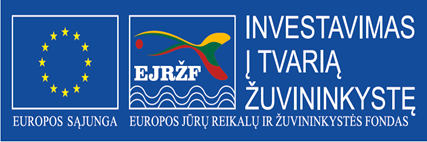 INVESTAVIMAS
Į TVARIĄ
ŽUVININKYSTĘ
EJRŽF
EUROPOS SĄJUNGA
EUROPOS JŪRŲ REIKALŲ IR ŽUVININKYSTĖS FONDAS